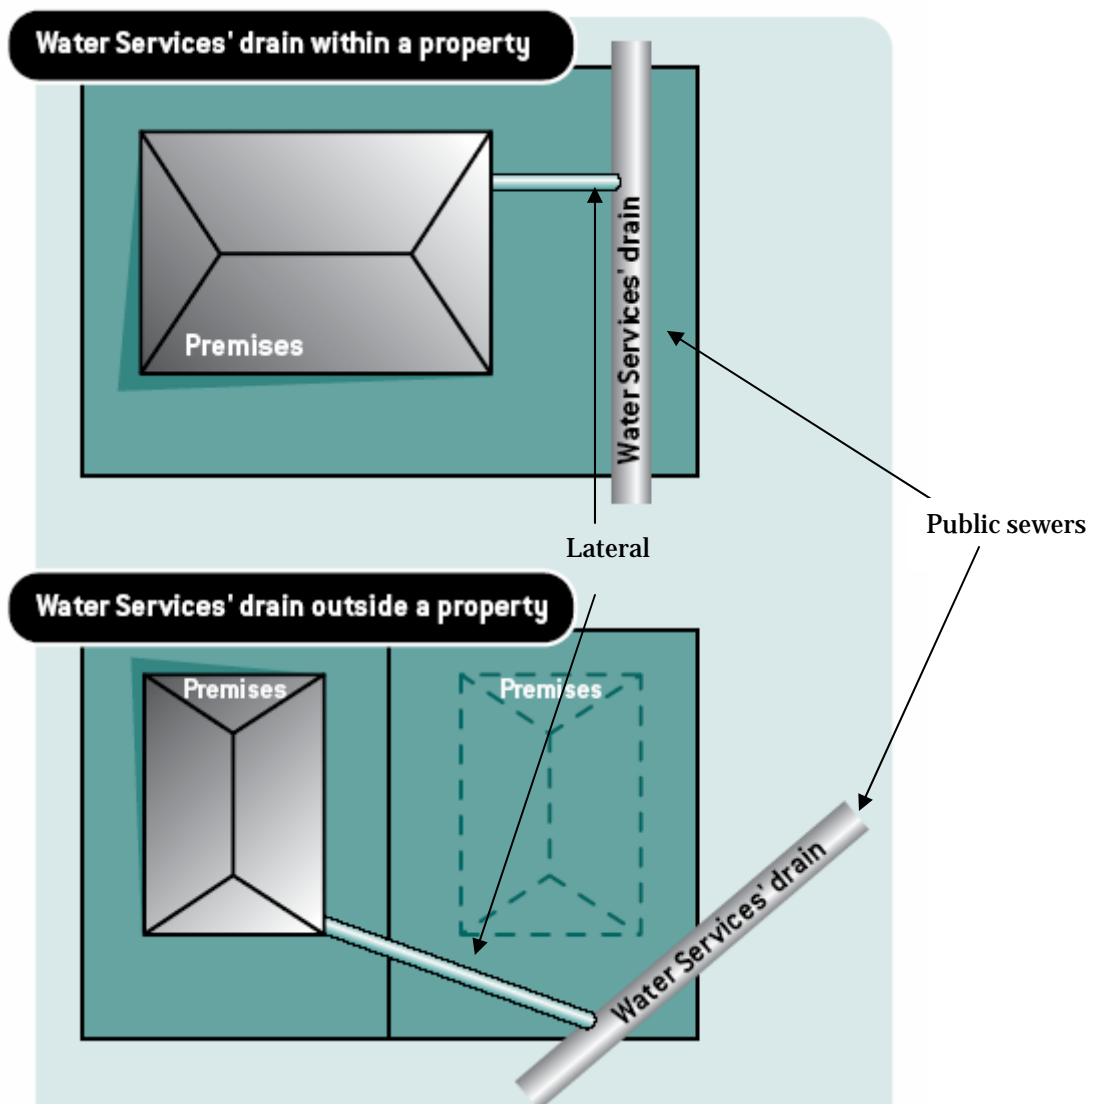 Water Services' drain within a property
Premises
Water Services' drain
Public sewers
Lateral
Water Services' drain outside a property
Premises
Premises
Water Services' drain